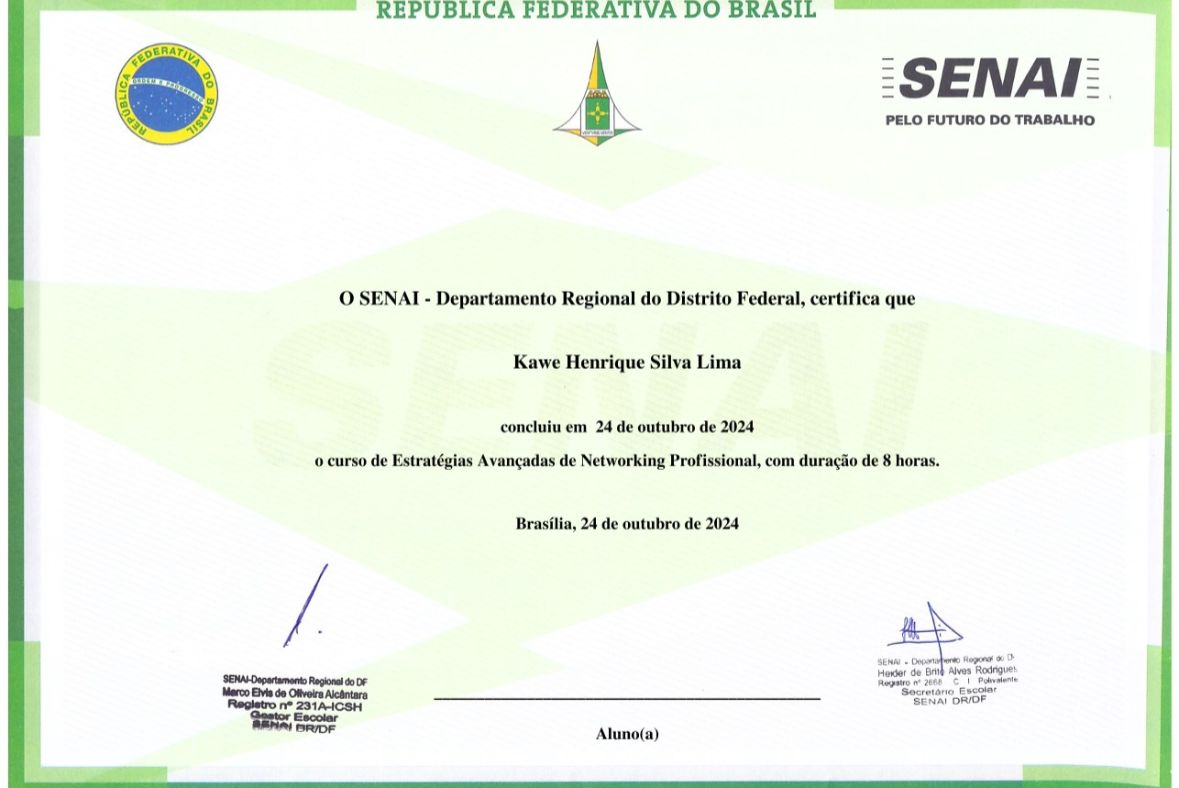 REPÚBLICA FEDERATIVA DO BRASIL
REPÚBLICA FEDERATIVA DO BRASIL
ORDEM E PROGRESSO
SENAI
PELO FUTURO DO TRABALHO
O SENAI - Departamento Regional do Distrito Federal, certifica que
SENAI
Kawe Henrique Silva Lima
concluiu em 24 de outubro de 2024
o curso de Estratégias Avançadas de Networking Profissional, com duração de 8 horas.
Brasília, 24 de outubro de 2024
SENAI-Departamento Regional do DF
Marco Elvis de Oliveira Alcântara
Registro nº 231A-ICSH
Gestor Escolar
SENAI DR/DF
SENAI - Departamento Regional do
Heider de Brito Alves Rodrigues
Registro nº 2668 C I Polivalente
Secretário Escolar
SENAI DR/DF
Aluno(a)